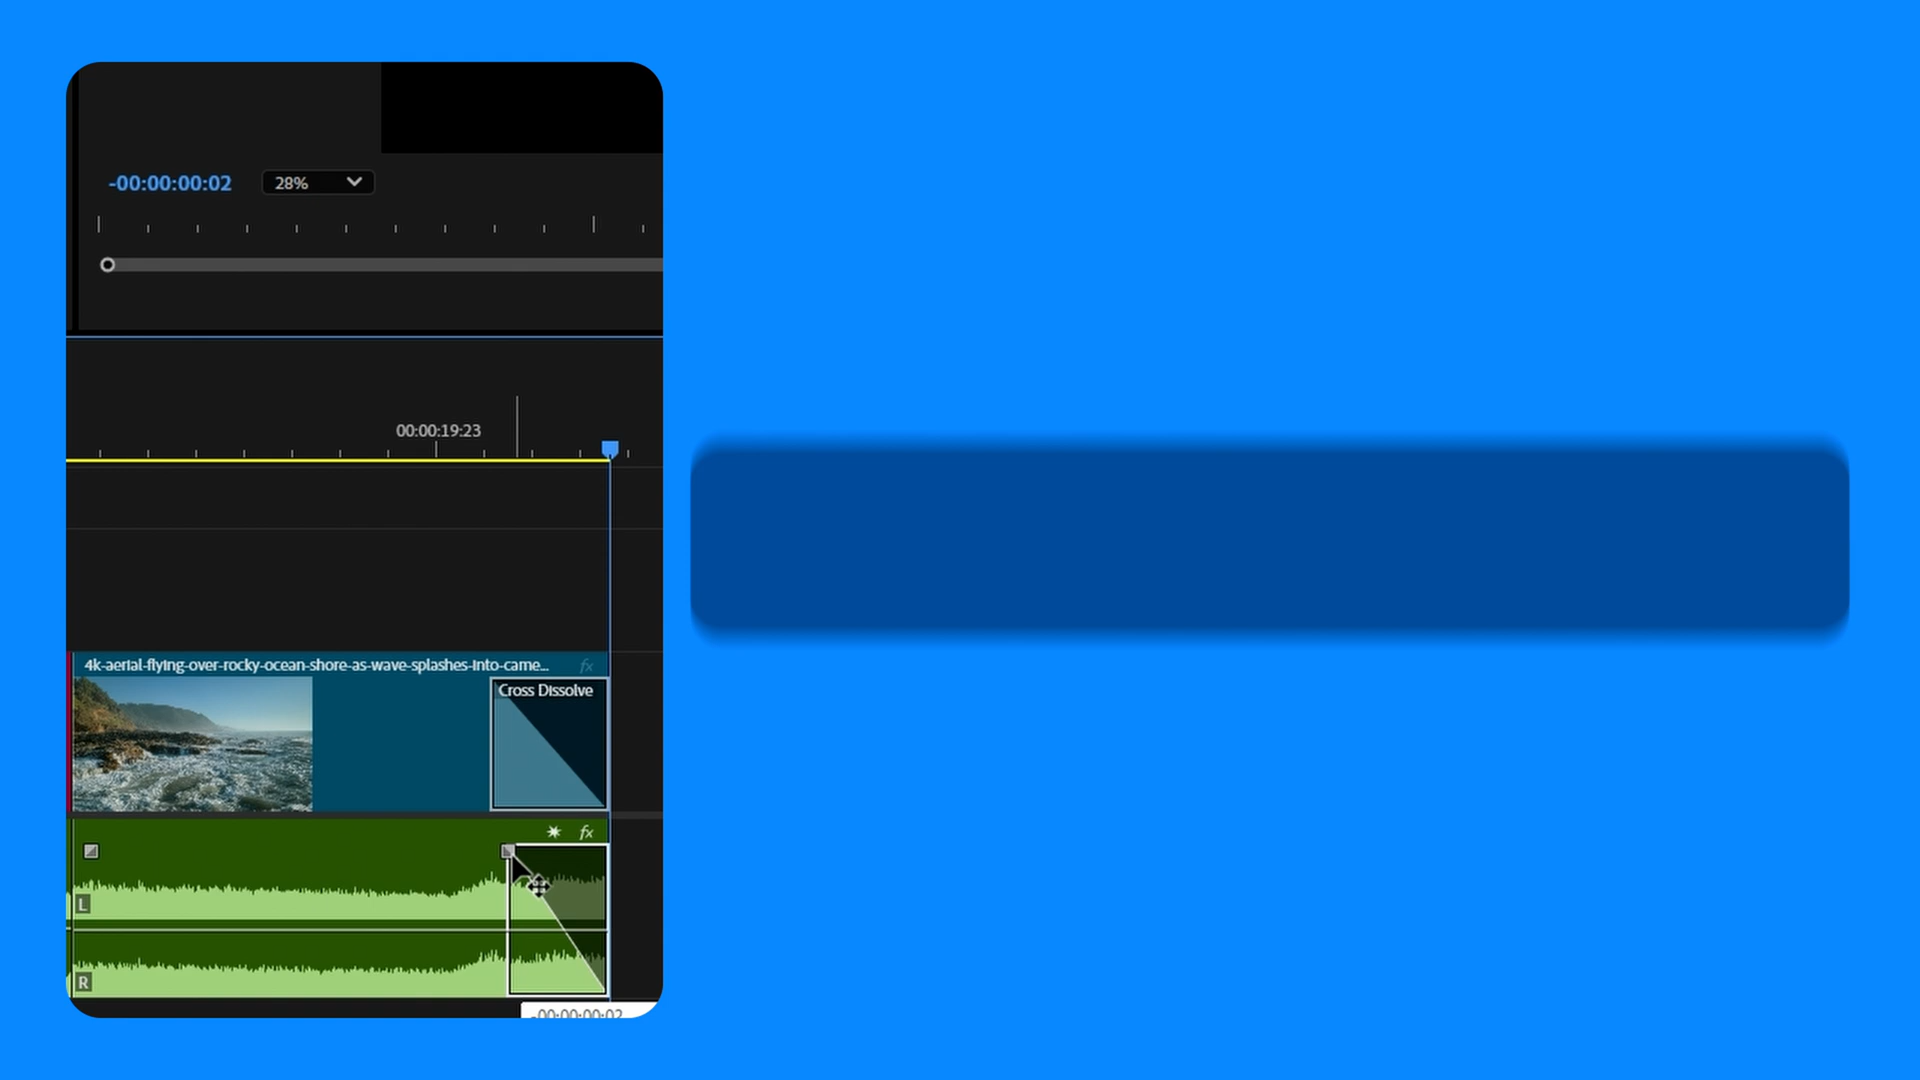 -00:00:00:02
28%
00:00:19:23
4k-aerial-flying-over-rocky-ocean-shore-as-wave-splashes-into-came...
fx
Cross Dissolve
fx
L
R
-00:00:00:02